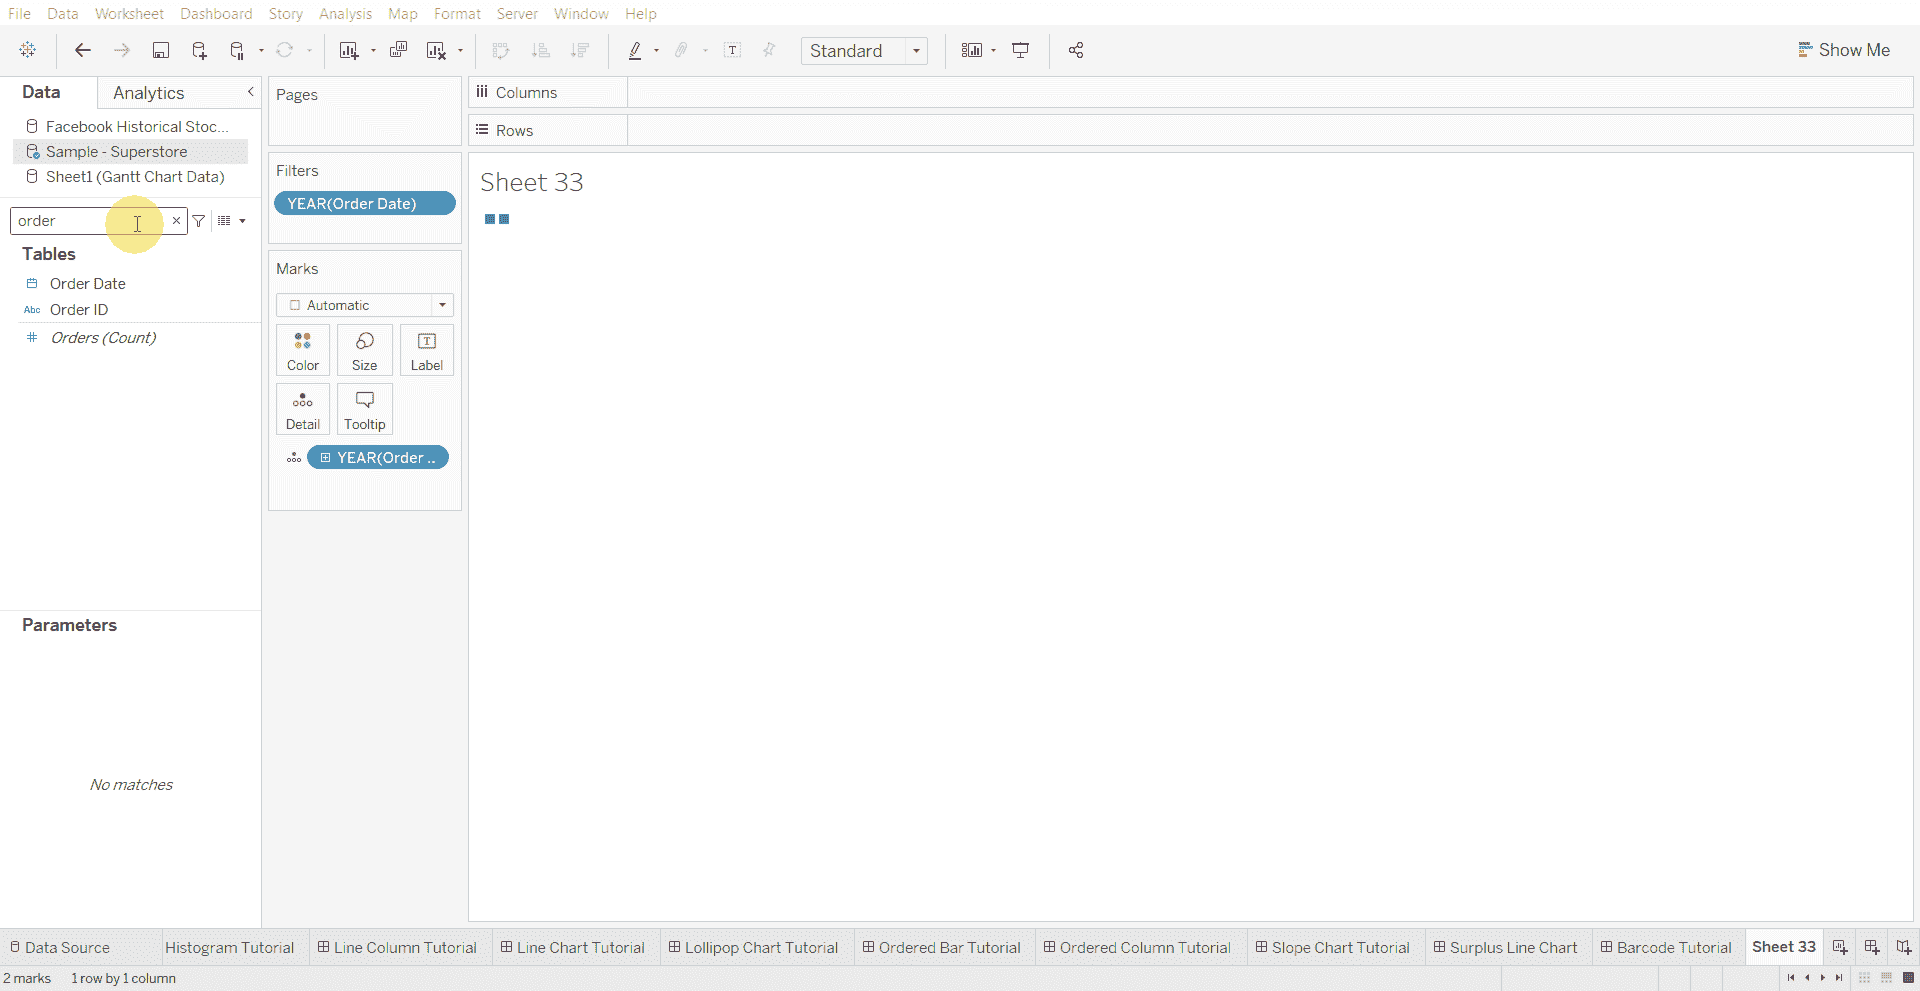 File Data Worksheet Dashboard Story Analysis Map Format Server Window Help
Standard
Show Me
Data Analytics
Facebook Historical Stoc...
Sample - Superstore
Sheet1 (Gantt Chart Data)
order
Tables
Order Date
Abc Order ID
Orders (Count)
Parameters
No matches
Pages
Filters
YEAR(Order Date)
Marks
Automatic
Color Size Label
Detail Tooltip
YEAR(Order ..
Columns
Rows
Sheet 33
Data Source Histogram Tutorial Line Column Tutorial Line Chart Tutorial Lollipop Chart Tutorial Ordered Bar Tutorial Ordered Column Tutorial Slope Chart Tutorial Surplus Line Chart Barcode Tutorial Sheet 33
2 marks 1 row by 1 column